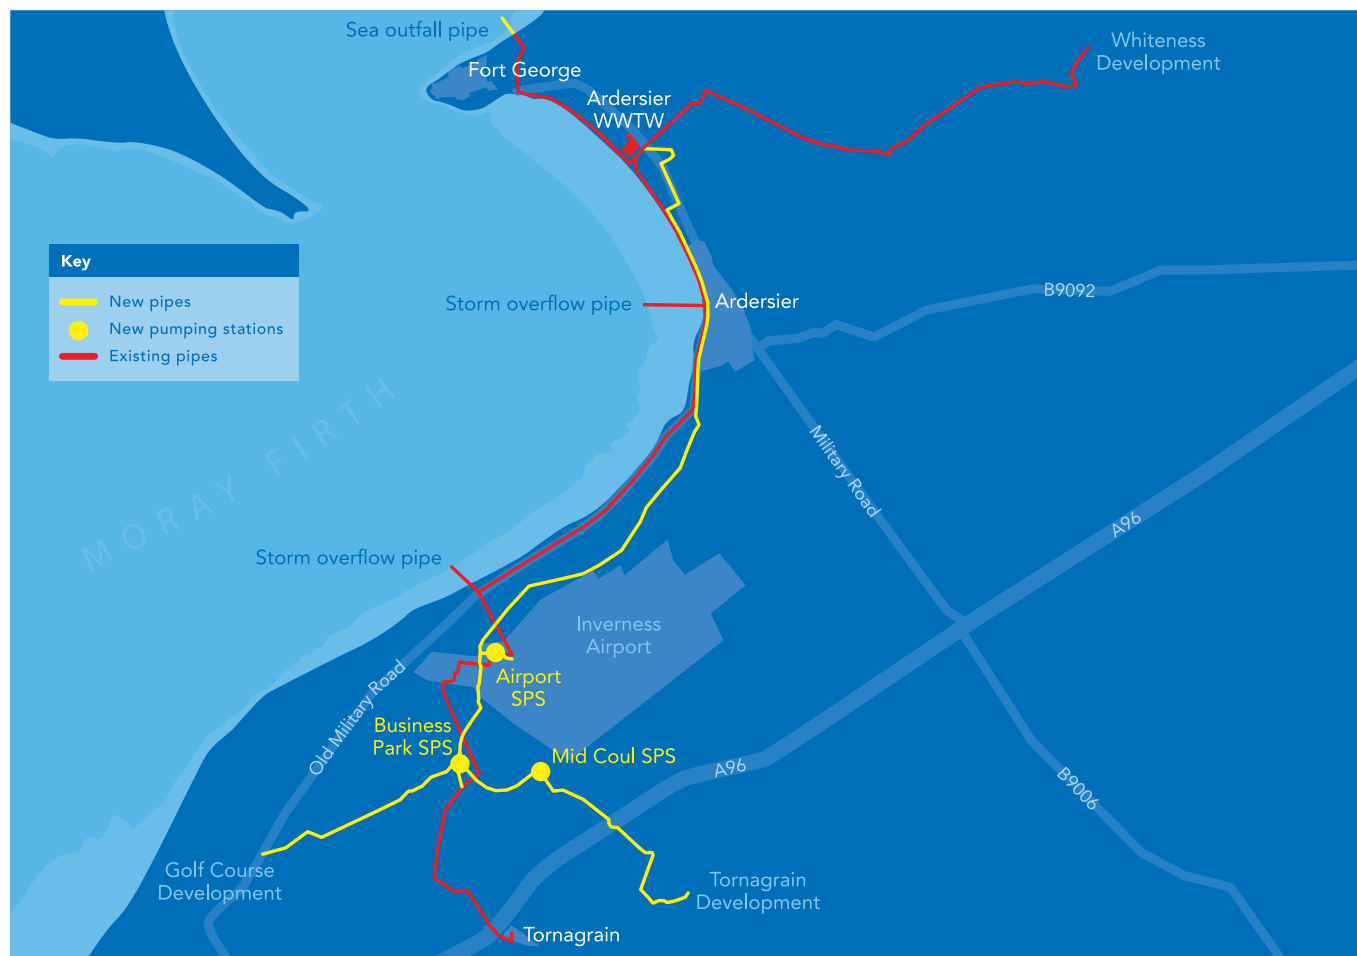 Sea outfall pipe
Whiteness
Development
Fort George
Ardersier
WWTW
Key
New pipes
New pumping stations
Existing pipes
Storm overflow pipe
Ardersier
B9092
MORAY FIRTH
Military Road
A96
Storm overflow pipe
Inverness
Airport
Old Military Road
Airport
SPS
Business
Park SPS
Mid Coul SPS
A96
B9006
Golf Course
Development
Tornagrain
Development
Tornagrain